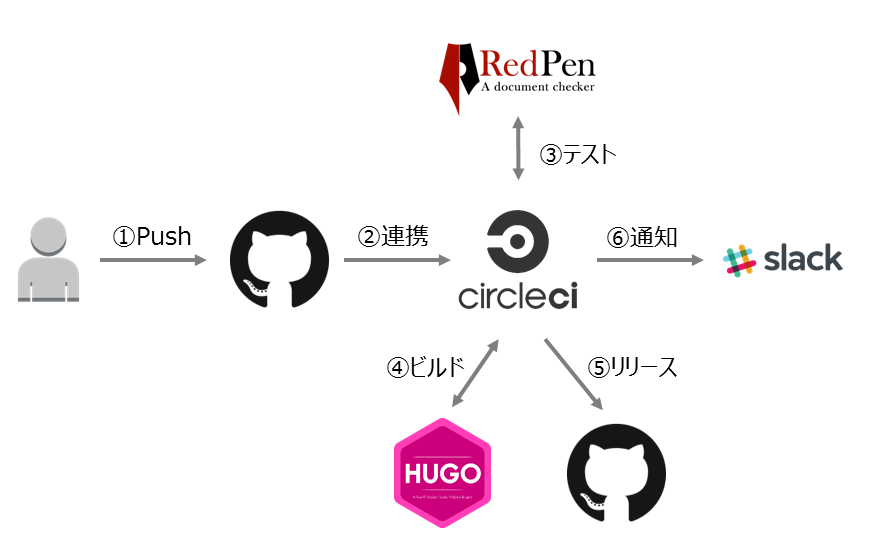 RedPen
A document checker
③テスト
①Push
②連携
⑥通知
circleci
slack
④ビルド
⑤リリース
HUGO